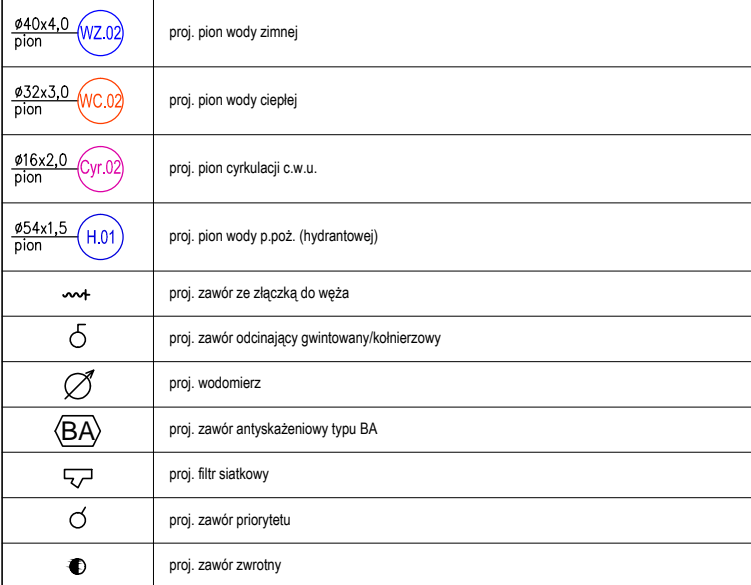 ø40x4,0
pion
WZ.02
proj. pion wody zimnej
ø32x3,0
pion
WC.02
proj. pion wody ciepłej
ø16x2,0
pion
Cyr.02
proj. pion cyrkulacji c.w.u.
ø54x1,5
pion
H.01
proj. pion wody p.poż. (hydrantowej)
proj. zawór ze złączką do węża
proj. zawór odcinający gwintowany/kołnierzowy
proj. wodomierz
BA
proj. zawór antyskażeniowy typu BA
proj. filtr siatkowy
proj. zawór priorytetu
proj. zawór zwrotny